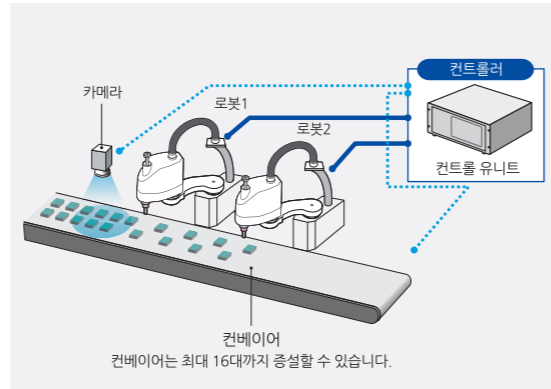 컨트롤러
카메라
로봇1
로봇2
컨트롤 유니트
컨베이어
컨베이어는 최대 16대까지 증설할 수 있습니다.